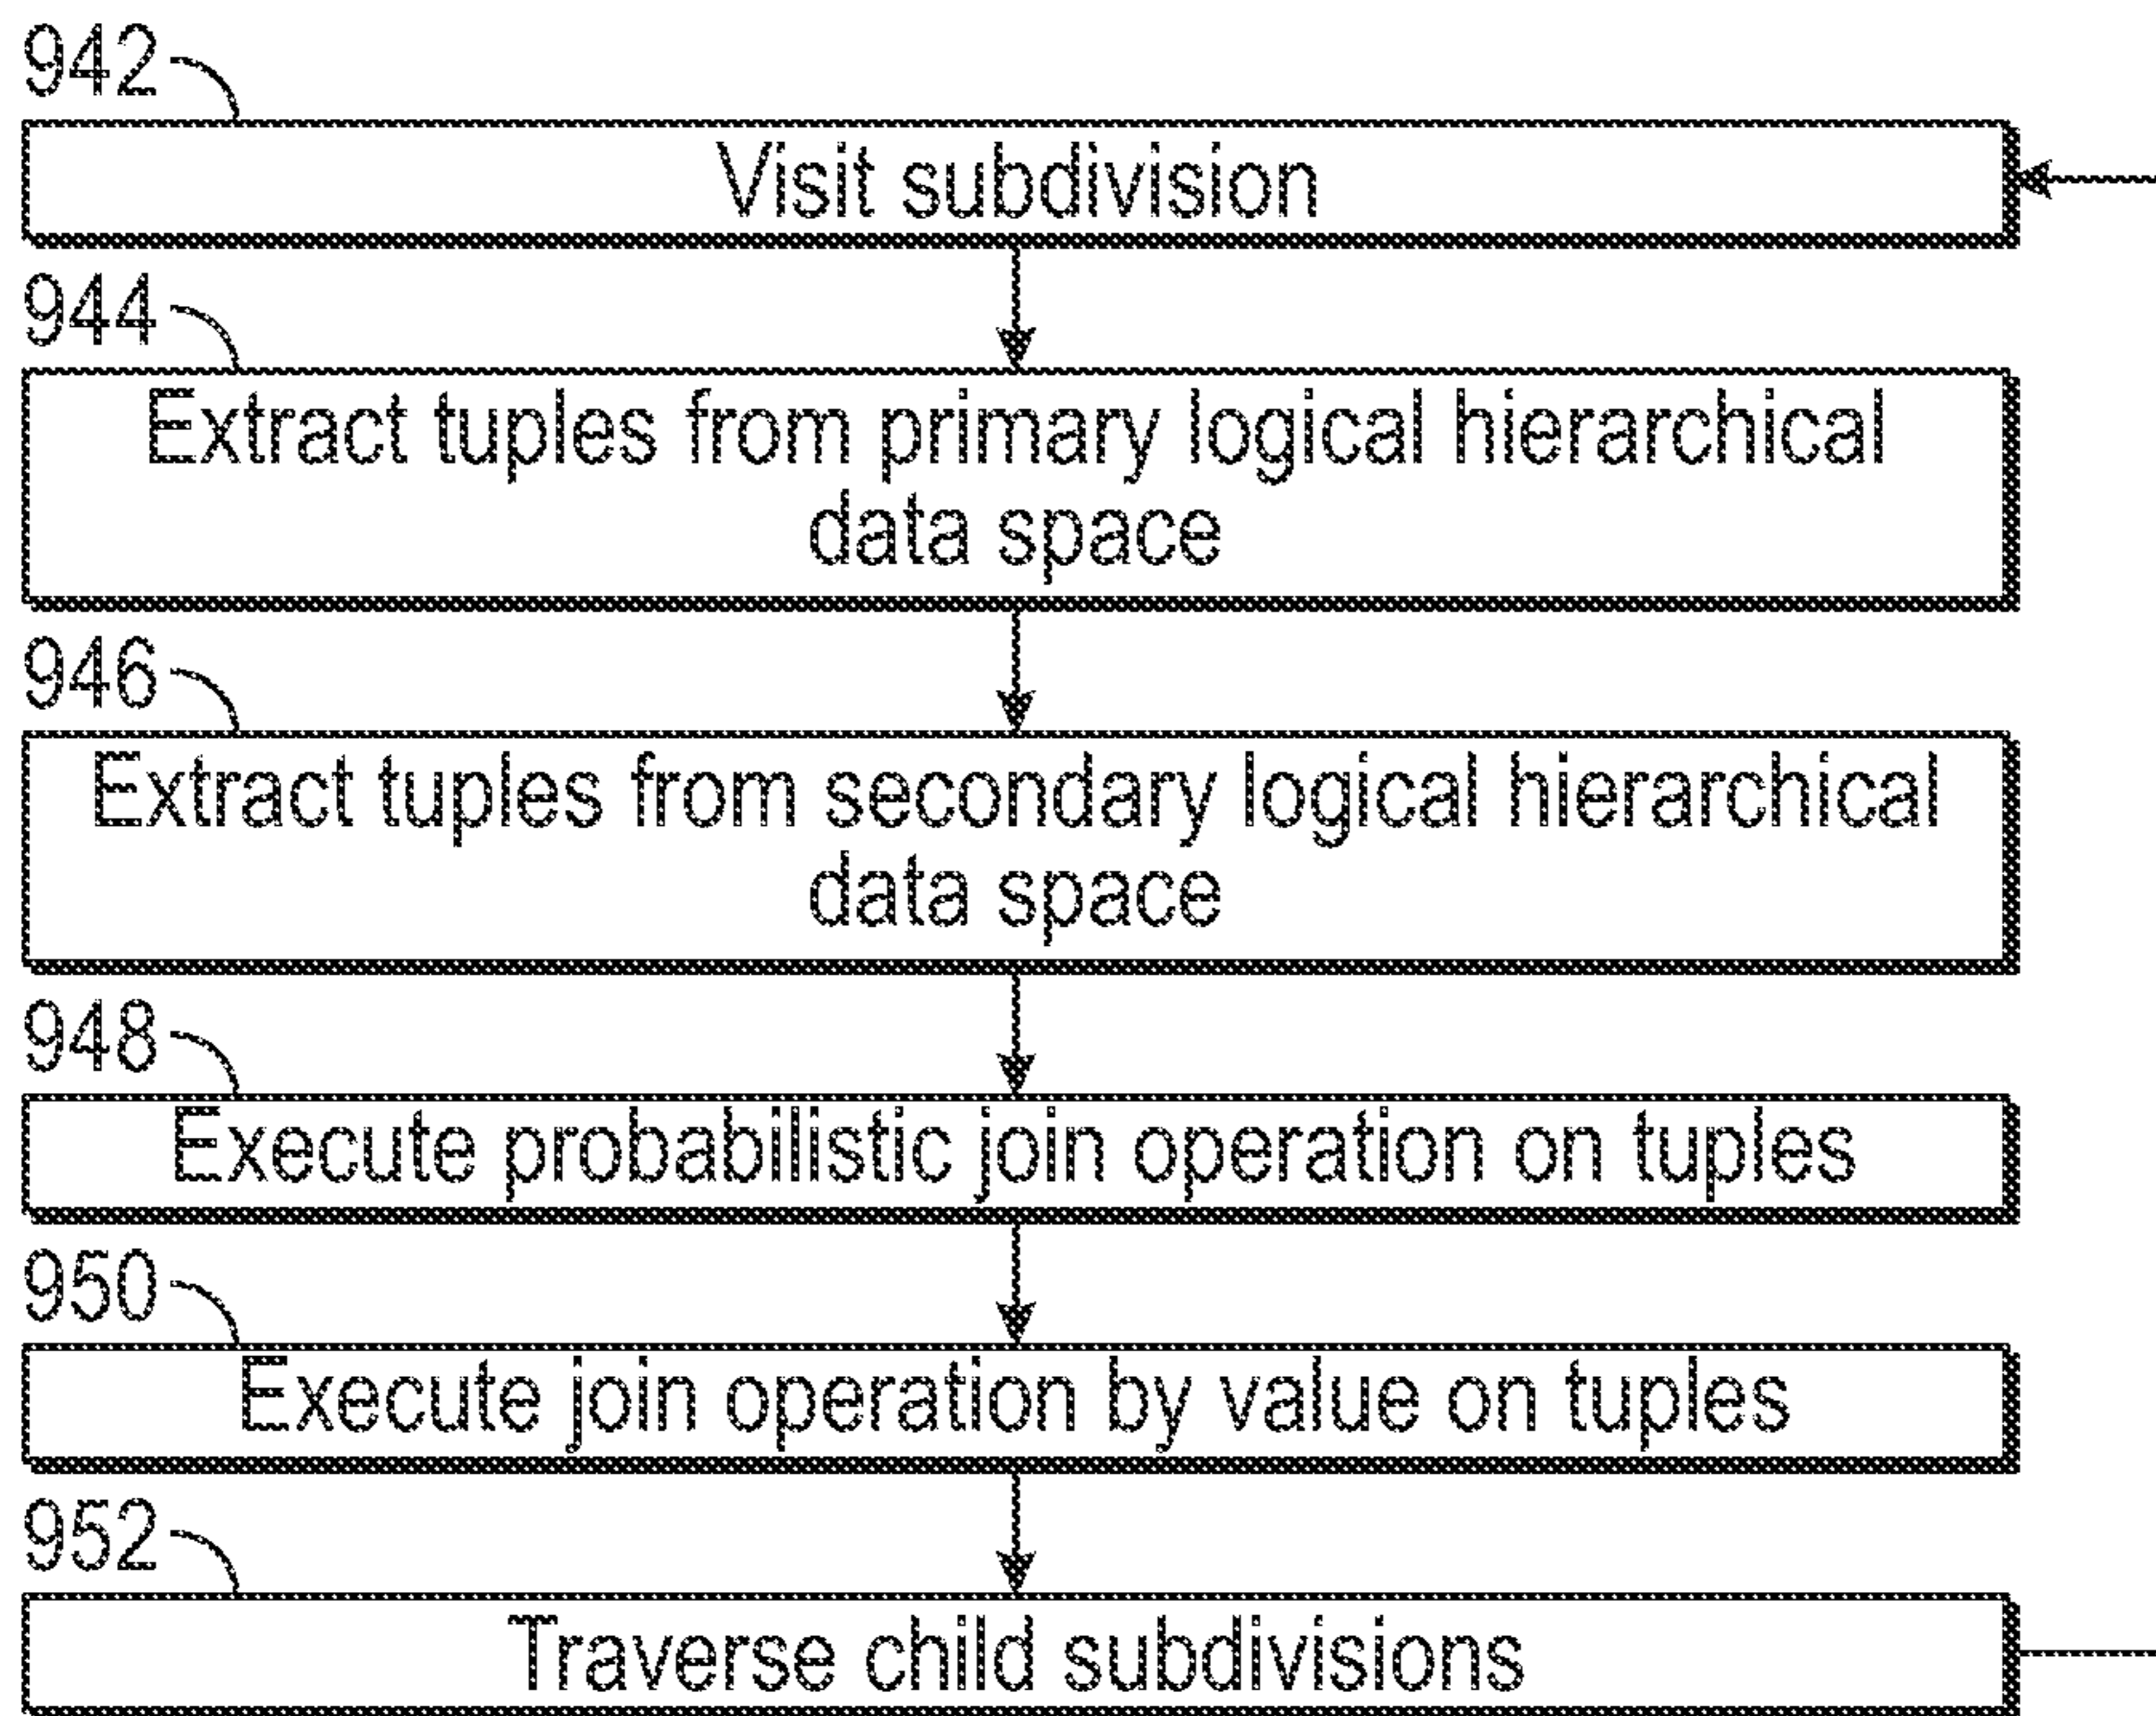 942
Visit subdivision
944
Extract tuples from primary logical hierarchical
data space
946
Extract tuples from secondary logical hierarchical
data space
948
Execute probabilistic join operation on tuples
950
Execute join operation by value on tuples
952
Traverse child subdivisions